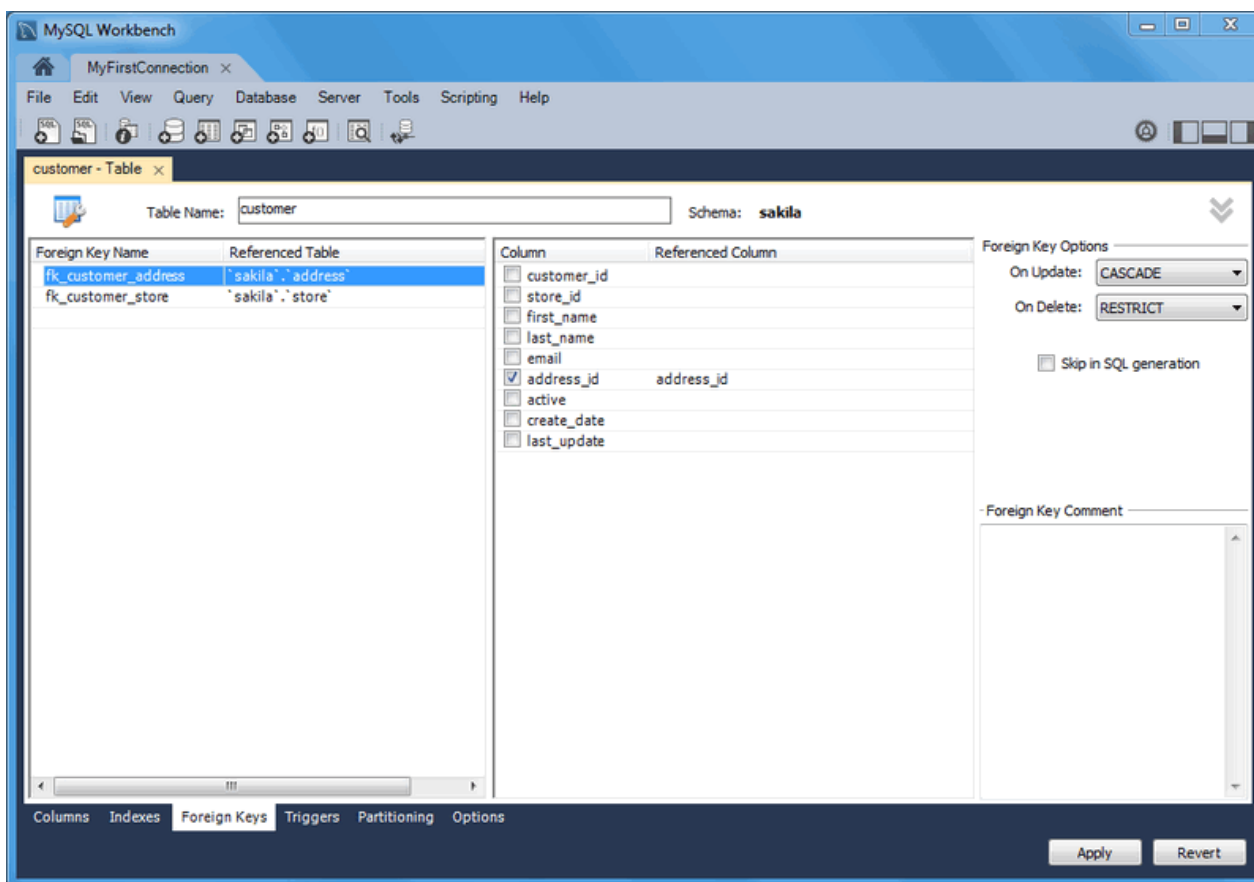 MySQL Workbench
MyFirstConnection
File Edit View Query Database Server Tools Scripting Help
customer - Table
Table Name: customer Schema: sakila
Foreign Key Name Referenced Table
fk_customer_address `sakila`.`address`
fk_customer_store `sakila`.`store`
Column Referenced Column
customer_id
store_id
first_name
last_name
email
address_id address_id
active
create_date
last_update
Foreign Key Options
On Update: CASCADE
On Delete: RESTRICT
Skip in SQL generation
Foreign Key Comment
Columns Indexes Foreign Keys Triggers Partitioning Options
Apply Revert